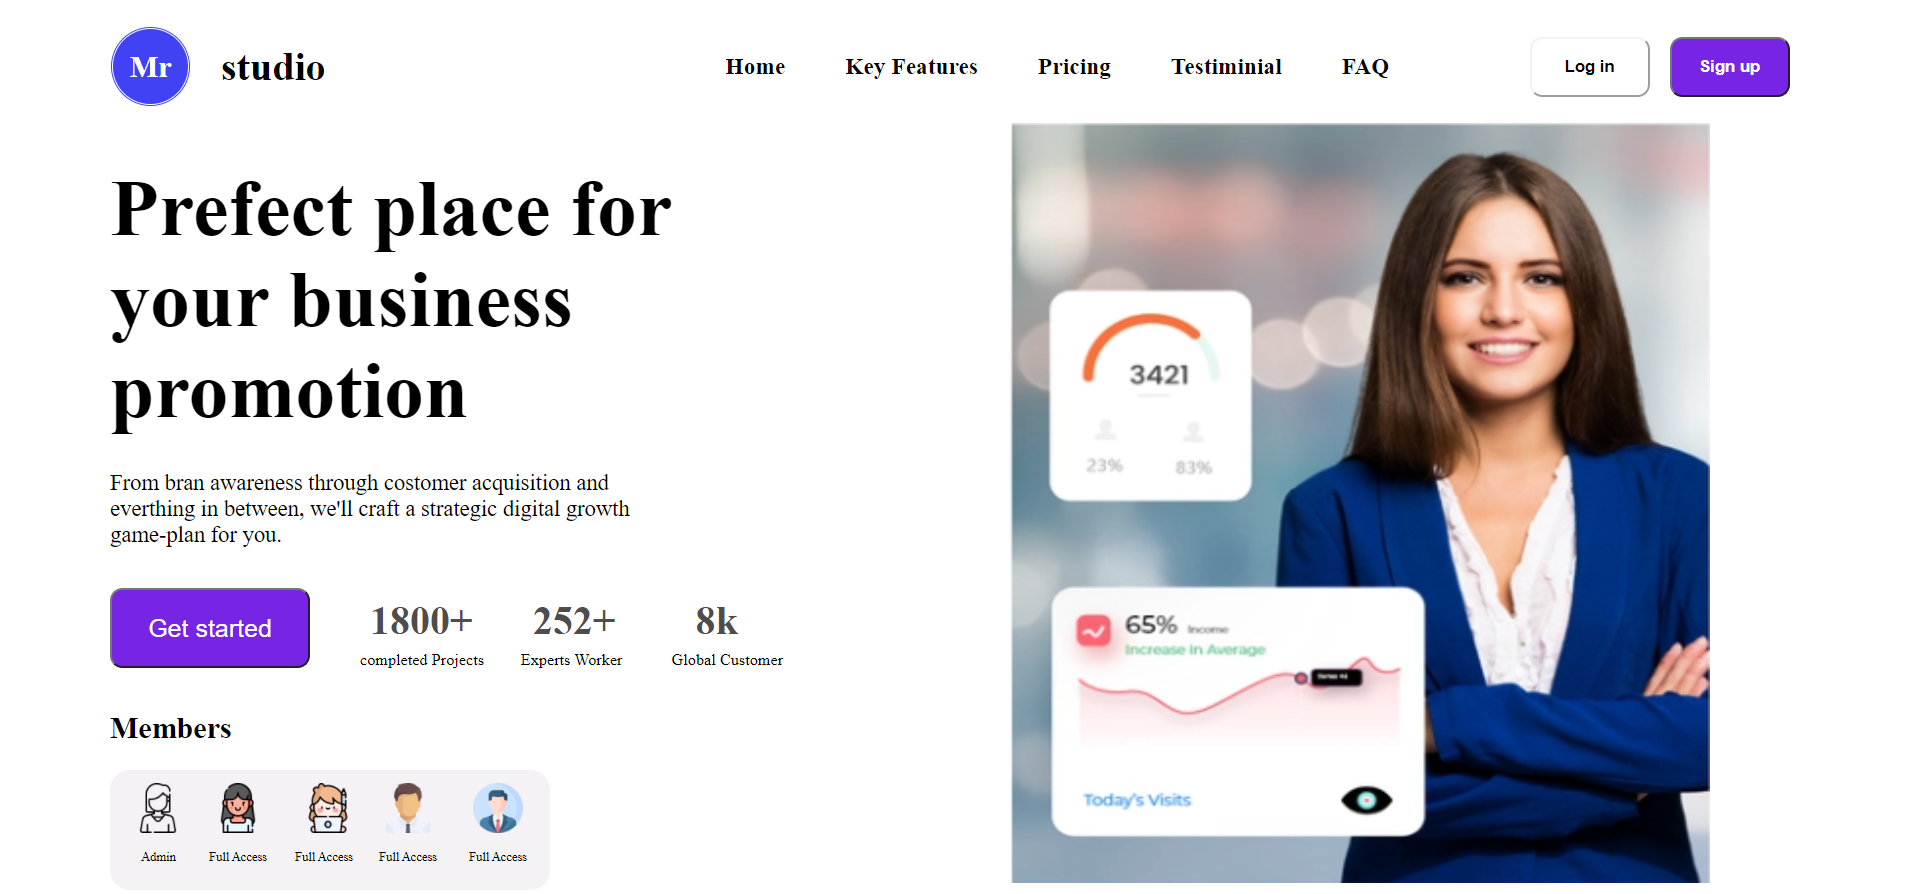 Mr studio Home Key Features Pricing Testiminial FAQ Log in Sign up
Prefect place for
your business
promotion
From bran awareness through costomer acquisition and
everthing in between, we'll craft a strategic digital growth
game-plan for you.
Get started
1800+ 252+ 8k
completed Projects Experts Worker Global Customer
Members
Admin Full Access Full Access Full Access Full Access
3421
23% 83%
65% Income
Increase in Average
Today's Visits